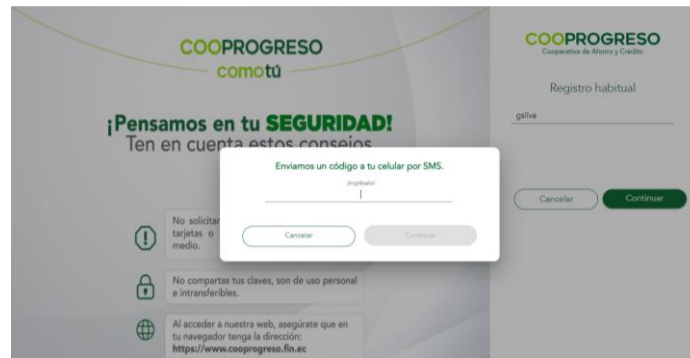 COOPROGRESO
comotú
¡Pensamos en tu SEGURIDAD!
Ten en cuenta estos consejos
No solicitar
tarjetas o
medio.
No compartas tus claves, son de uso personal
e intransferibles.
Al acceder a nuestra web, asegúrate que en
tu navegador tenga la dirección:
https://www.cooprogreso.fin.ec
Enviamos un código a tu celular por SMS.
¡Ingrésalo!
Cancelar
Continuar
COOPROGRESO
Cooperativa de Ahorro y Crédito
Registro habitual
gsilva
Cancelar
Continuar